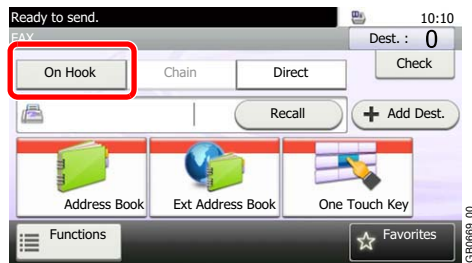 Ready to send.
10:10
FAX
Dest. :
0
On Hook
Chain
Direct
Check
Recall
Add Dest.
Address Book
Ext Address Book
One Touch Key
Functions
Favorites
GB0669_00